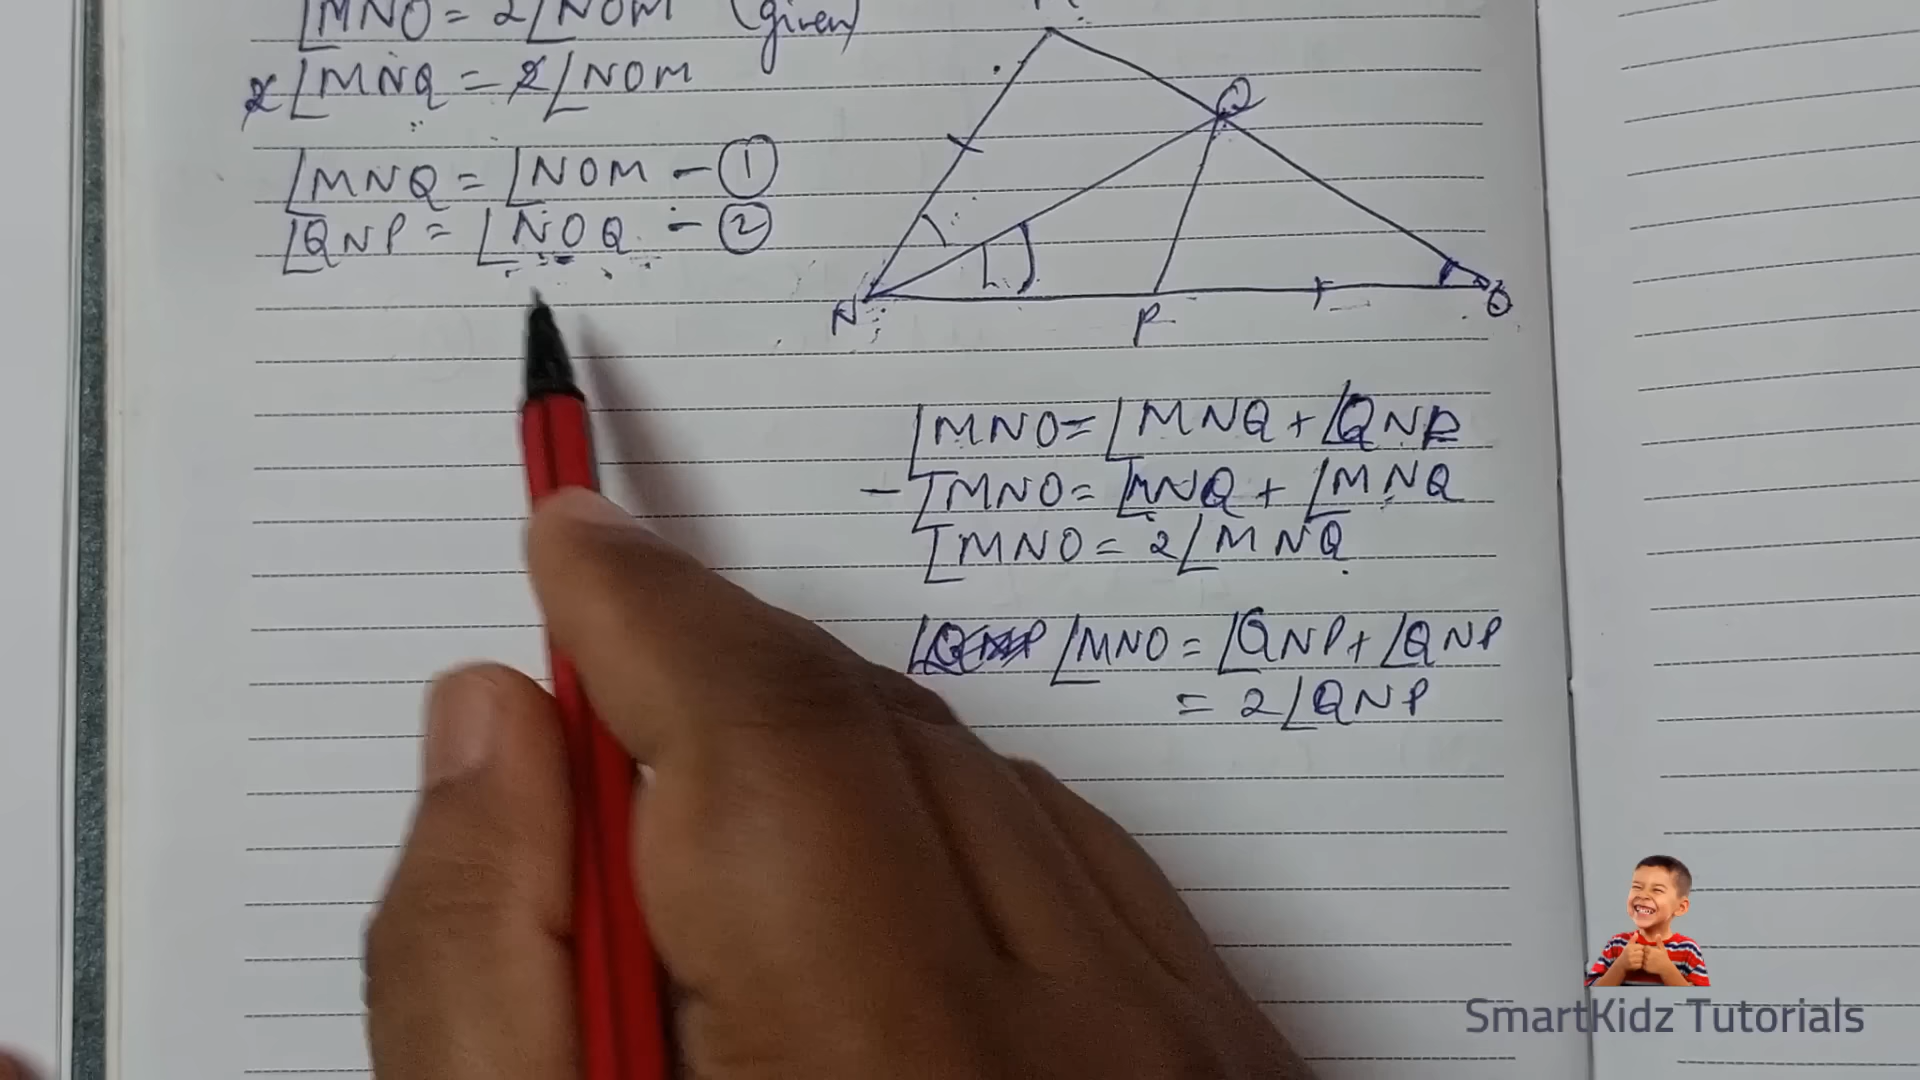 ∠MNO = 2∠NOM (given)
2∠MNQ = 2∠NOM
∠MNQ = ∠NOM - ①
∠QNP = ∠NOQ - ②
Q
N
P
O
∠MNO = ∠MNQ + ∠QNP
- ∠MNO = ∠MNQ + ∠MNQ
∠MNO = 2∠MNQ
∠MNO = ∠QNP + ∠QNP
= 2∠QNP
SmartKidz Tutorials